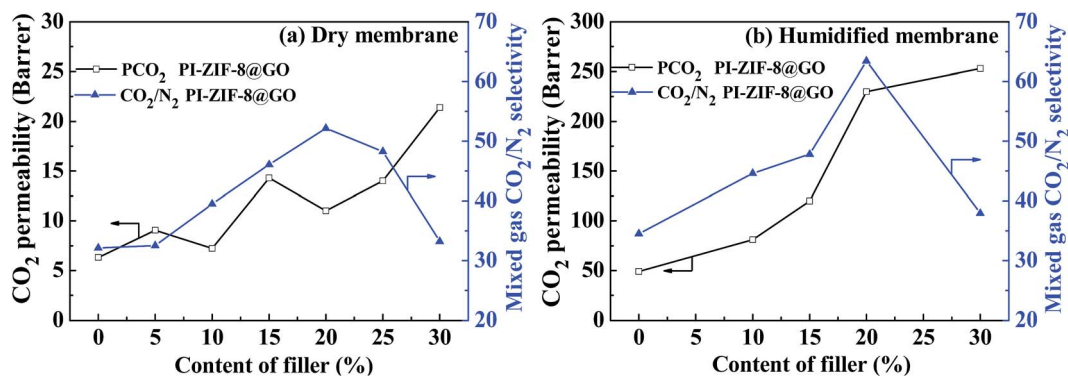 (a) Dry membrane
PCO₂ PI-ZIF-8@GO
CO₂/N₂ PI-ZIF-8@GO
CO₂ permeability (Barrer)
30
25
20
15
10
5
0
0 5 10 15 20 25 30
Content of filler (%)
70
60
50
40
30
20
Mixed gas CO₂/N₂ selectivity
(b) Humidified membrane
PCO₂ PI-ZIF-8@GO
CO₂/N₂ PI-ZIF-8@GO
CO₂ permeability (Barrer)
300
250
200
150
100
50
0
0 5 10 15 20 25 30
Content of filler (%)
70
60
50
40
30
20
Mixed gas CO₂/N₂ selectivity